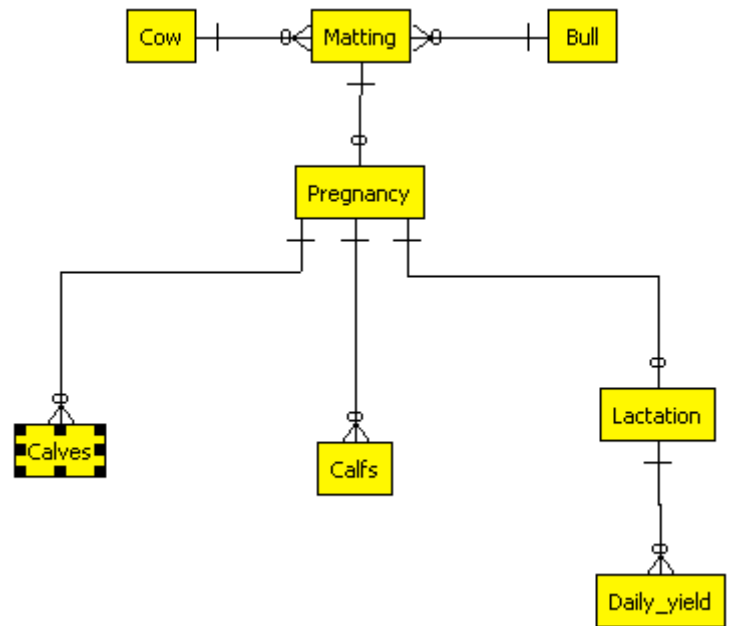 Cow
Matting
Bull
Pregnancy
Calves
Calfs
Lactation
Daily_yield